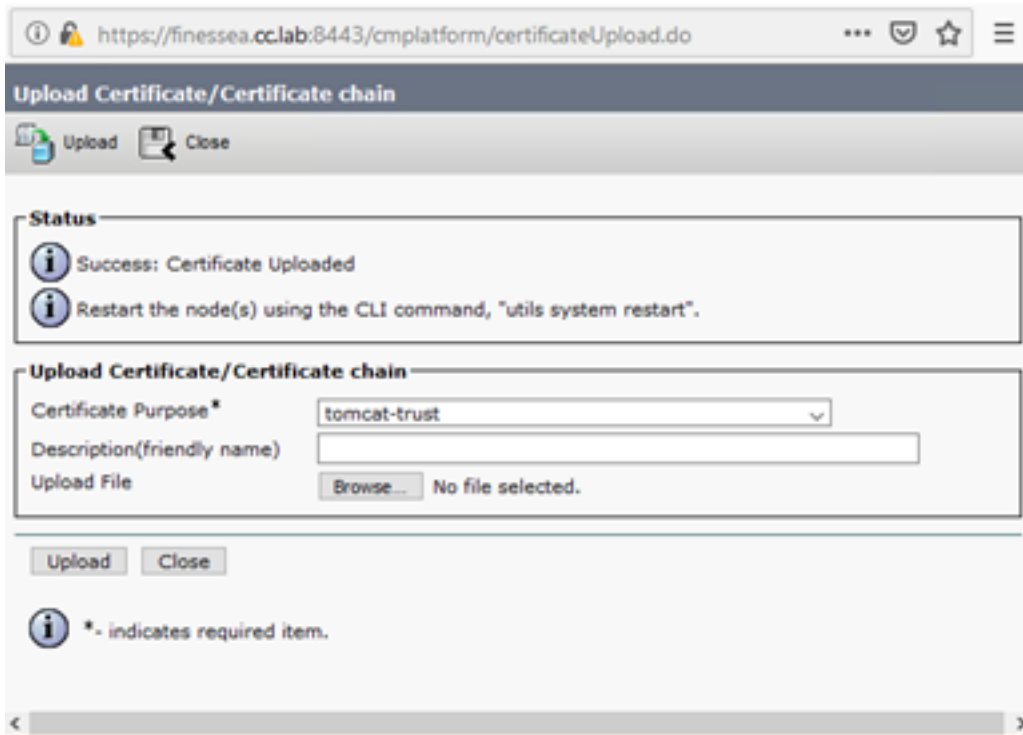 https://finessea.cc.lab:8443/cmplatform/certificateUpload.do
Upload Certificate/Certificate chain
Upload Close
Status
Success: Certificate Uploaded
Restart the node(s) using the CLI command, "utils system restart".
Upload Certificate/Certificate chain
Certificate Purpose* tomcat-trust
Description(friendly name)
Upload File Browse... No file selected.
Upload Close
*- indicates required item.